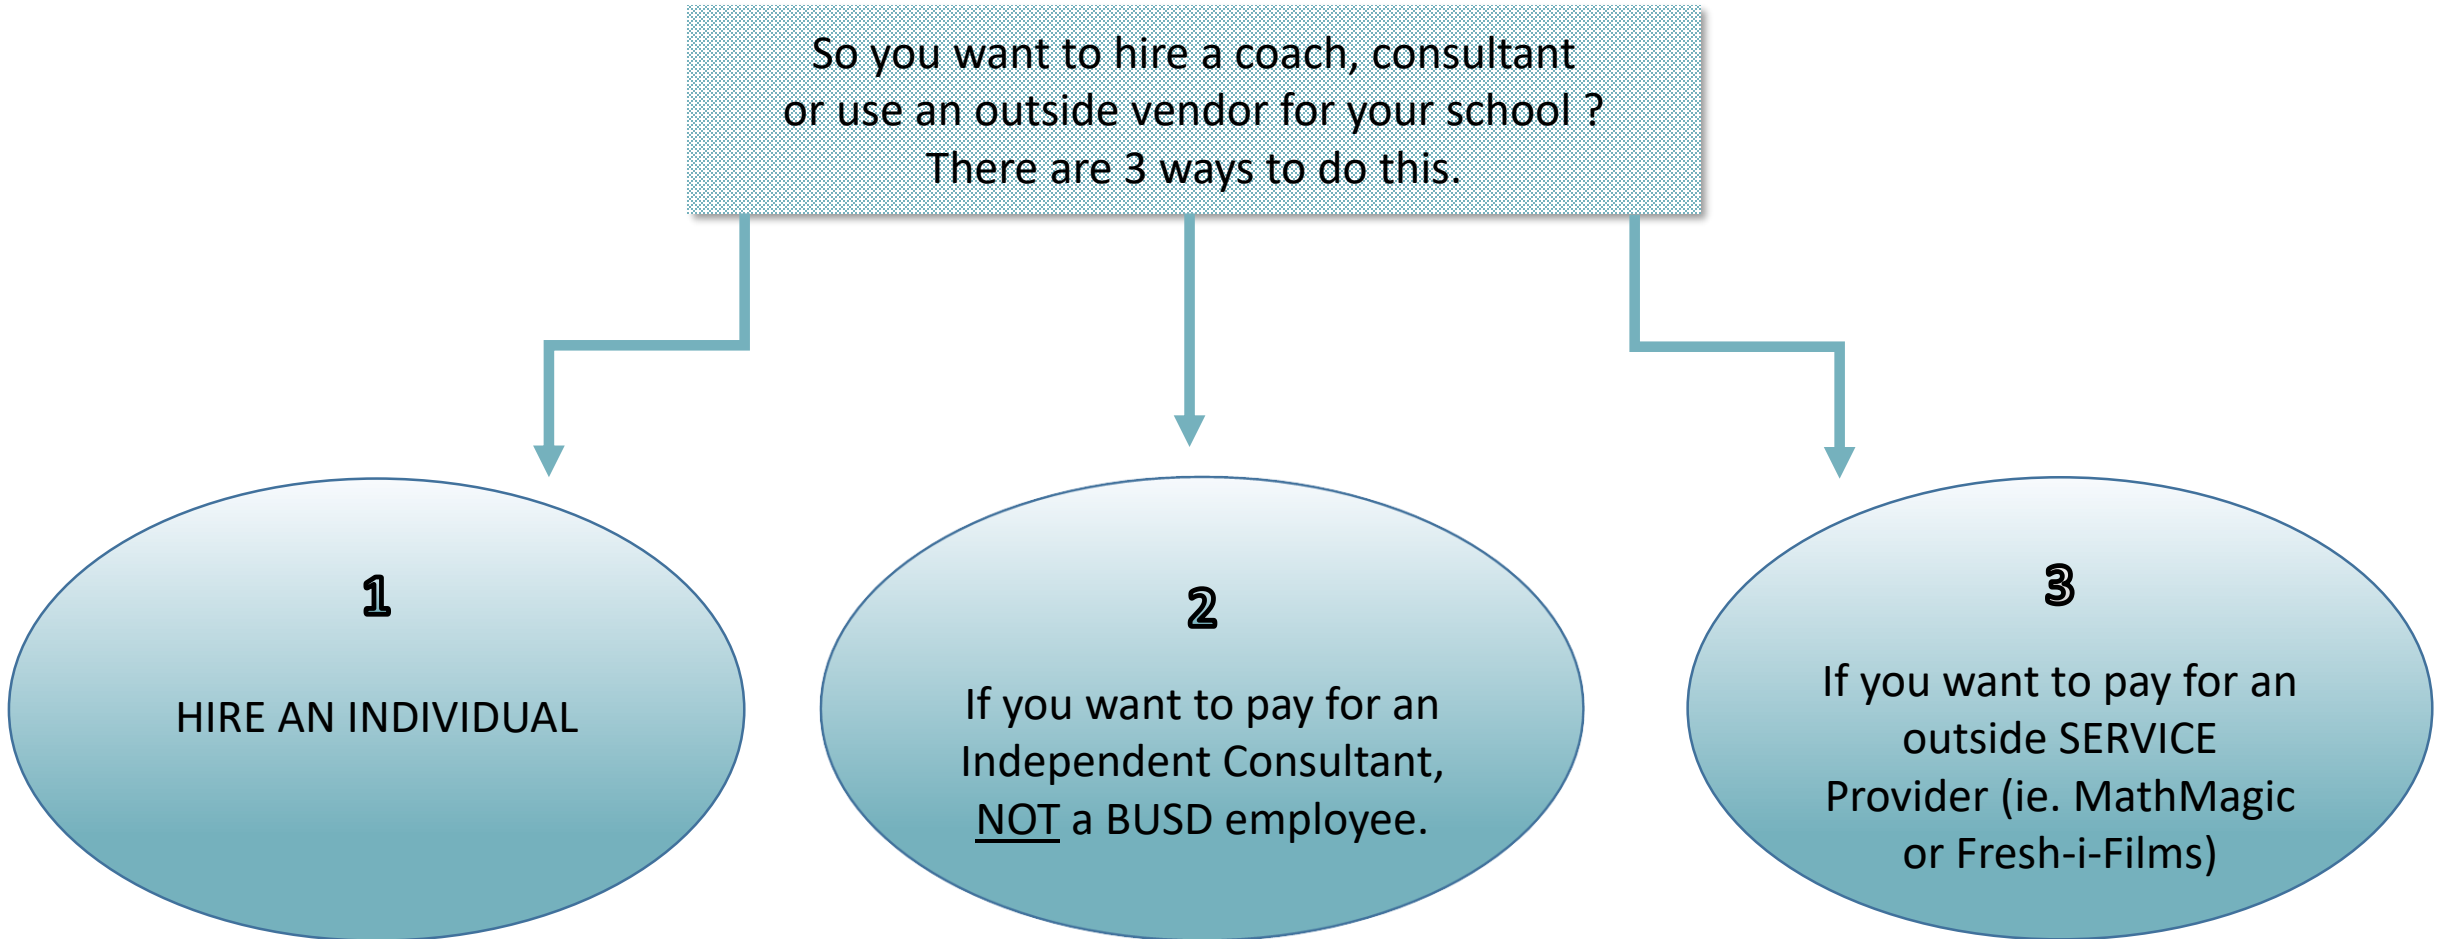 So you want to hire a coach, consultant
or use an outside vendor for your school ?
There are 3 ways to do this.
1
HIRE AN INDIVIDUAL
2
If you want to pay for an
Independent Consultant,
NOT a BUSD employee.
3
If you want to pay for an
outside SERVICE
Provider (ie. MathMagic
or Fresh-i-Films)